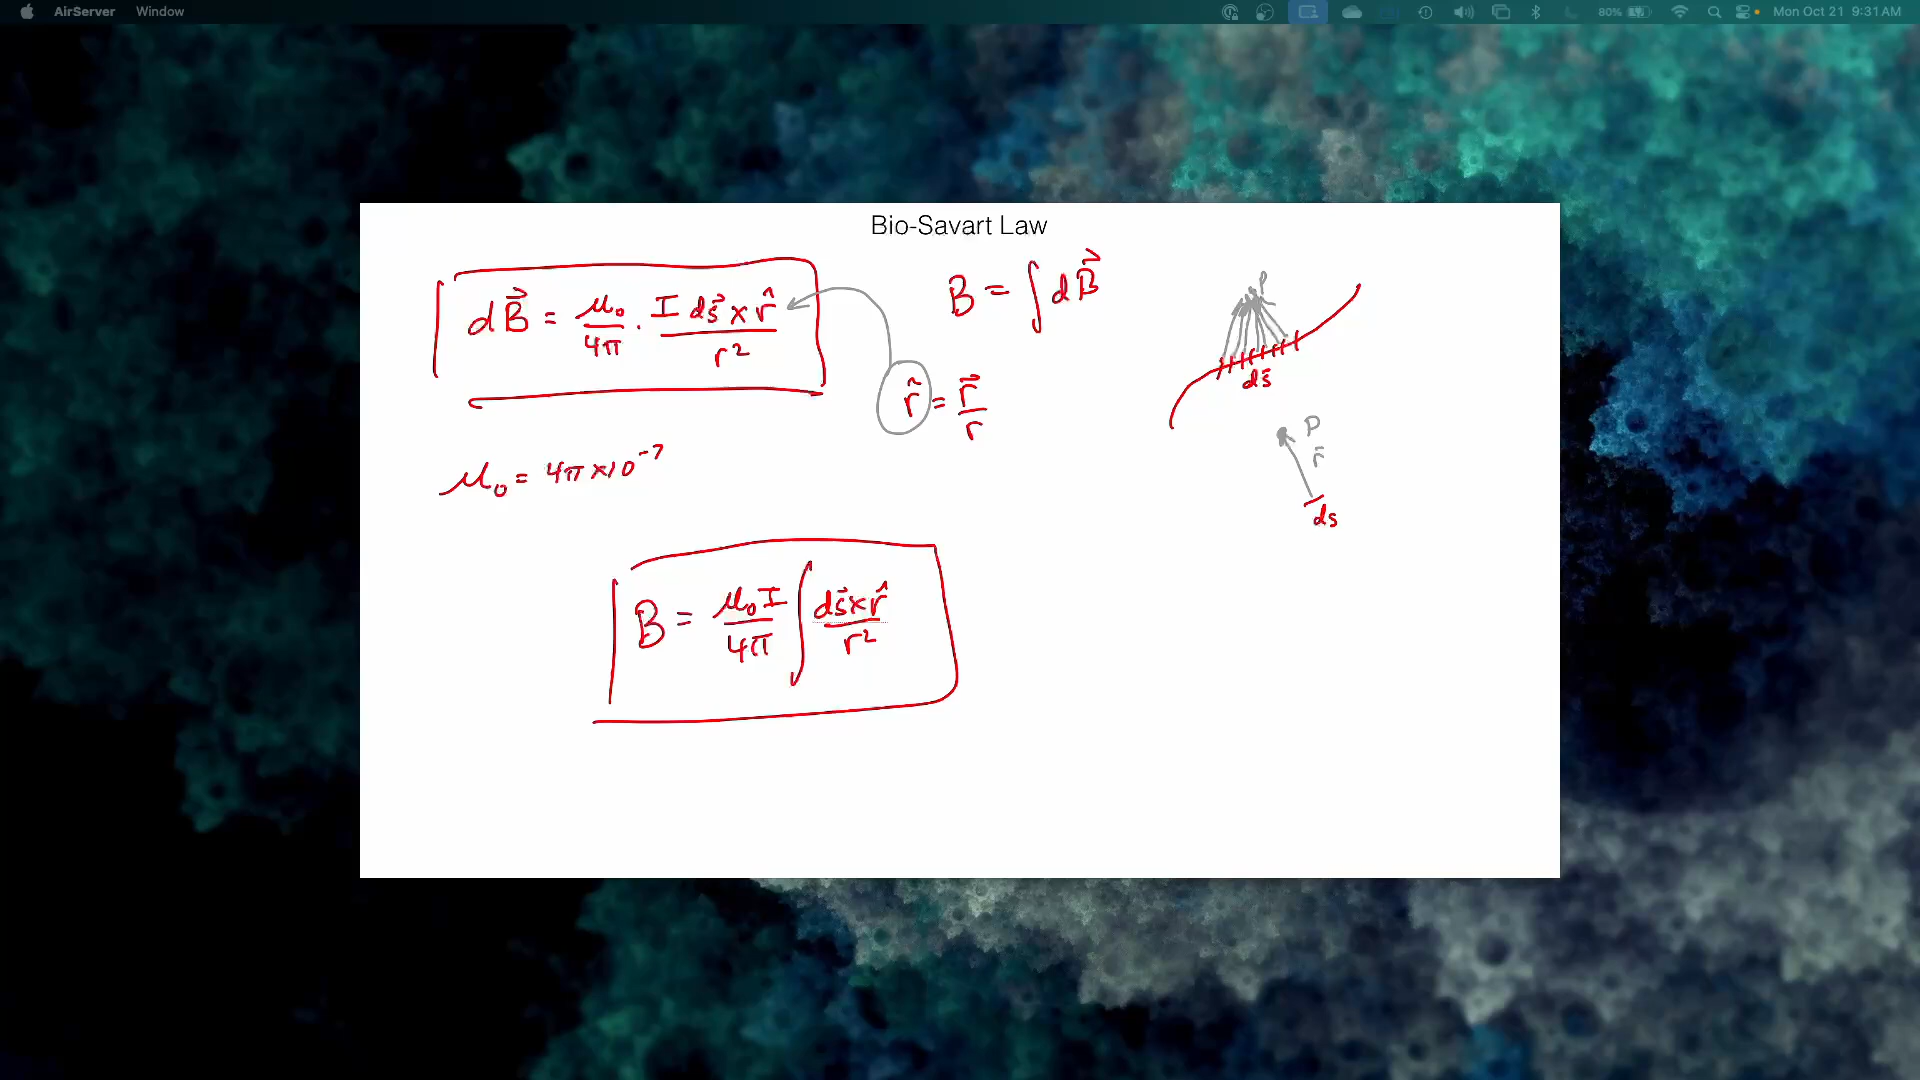 AirServer Window 80% Mon Oct 21 9:31 AM
Bio-Savart Law
dB⃗ = μ₀/4π · I ds⃗ × r̂ / r²
B = ∫ dB⃗
P
ds⃗
r̂ = r⃗ / r
μ₀ = 4π × 10⁻⁷
P
r̂
ds
B = μ₀I/4π ∫ ds⃗ × r̂ / r²